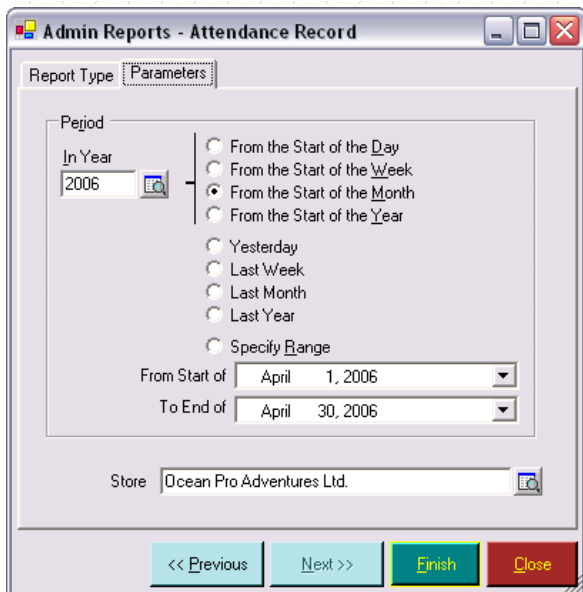 Admin Reports - Attendance Record
Report Type Parameters
Period
In Year
2006
From the Start of the Day
From the Start of the Week
From the Start of the Month
From the Start of the Year
Yesterday
Last Week
Last Month
Last Year
Specify Range
From Start of April 1, 2006
To End of April 30, 2006
Store Ocean Pro Adventures Ltd.
<< Previous Next >> Finish Close